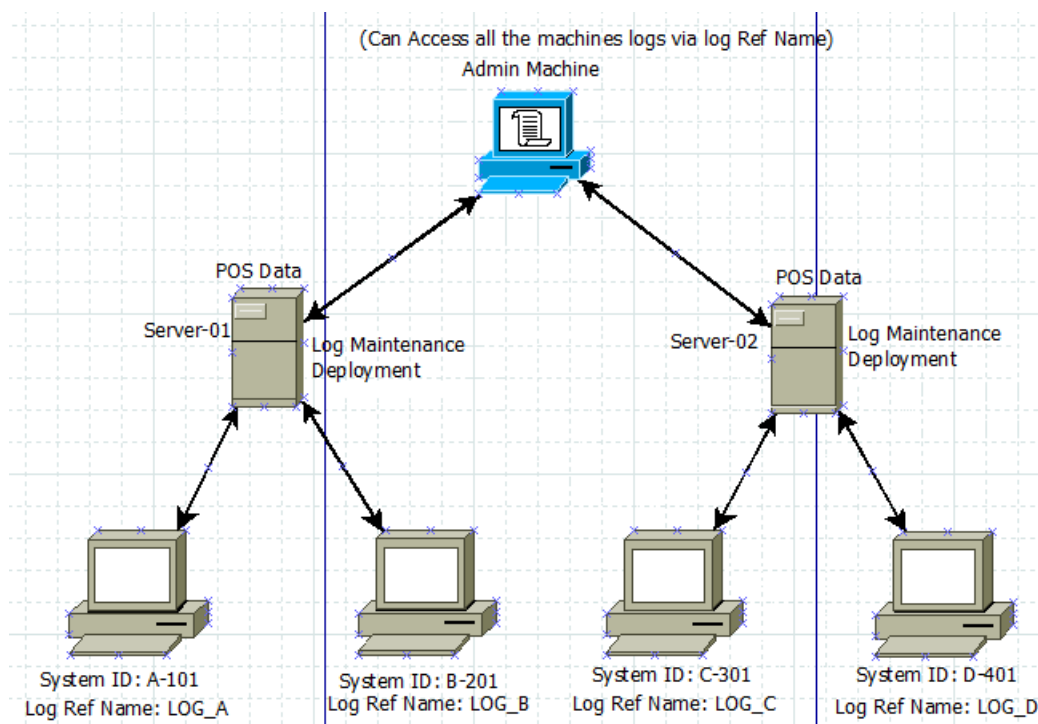 (Can Access all the machines logs via log Ref Name)
Admin Machine
POS Data
Server-01
Log Maintenance
Deployment
POS Data
Server-02
Log Maintenance
Deployment
System ID: A-101
Log Ref Name: LOG_A
System ID: B-201
Log Ref Name: LOG_B
System ID: C-301
Log Ref Name: LOG_C
System ID: D-401
Log Ref Name: LOG_D